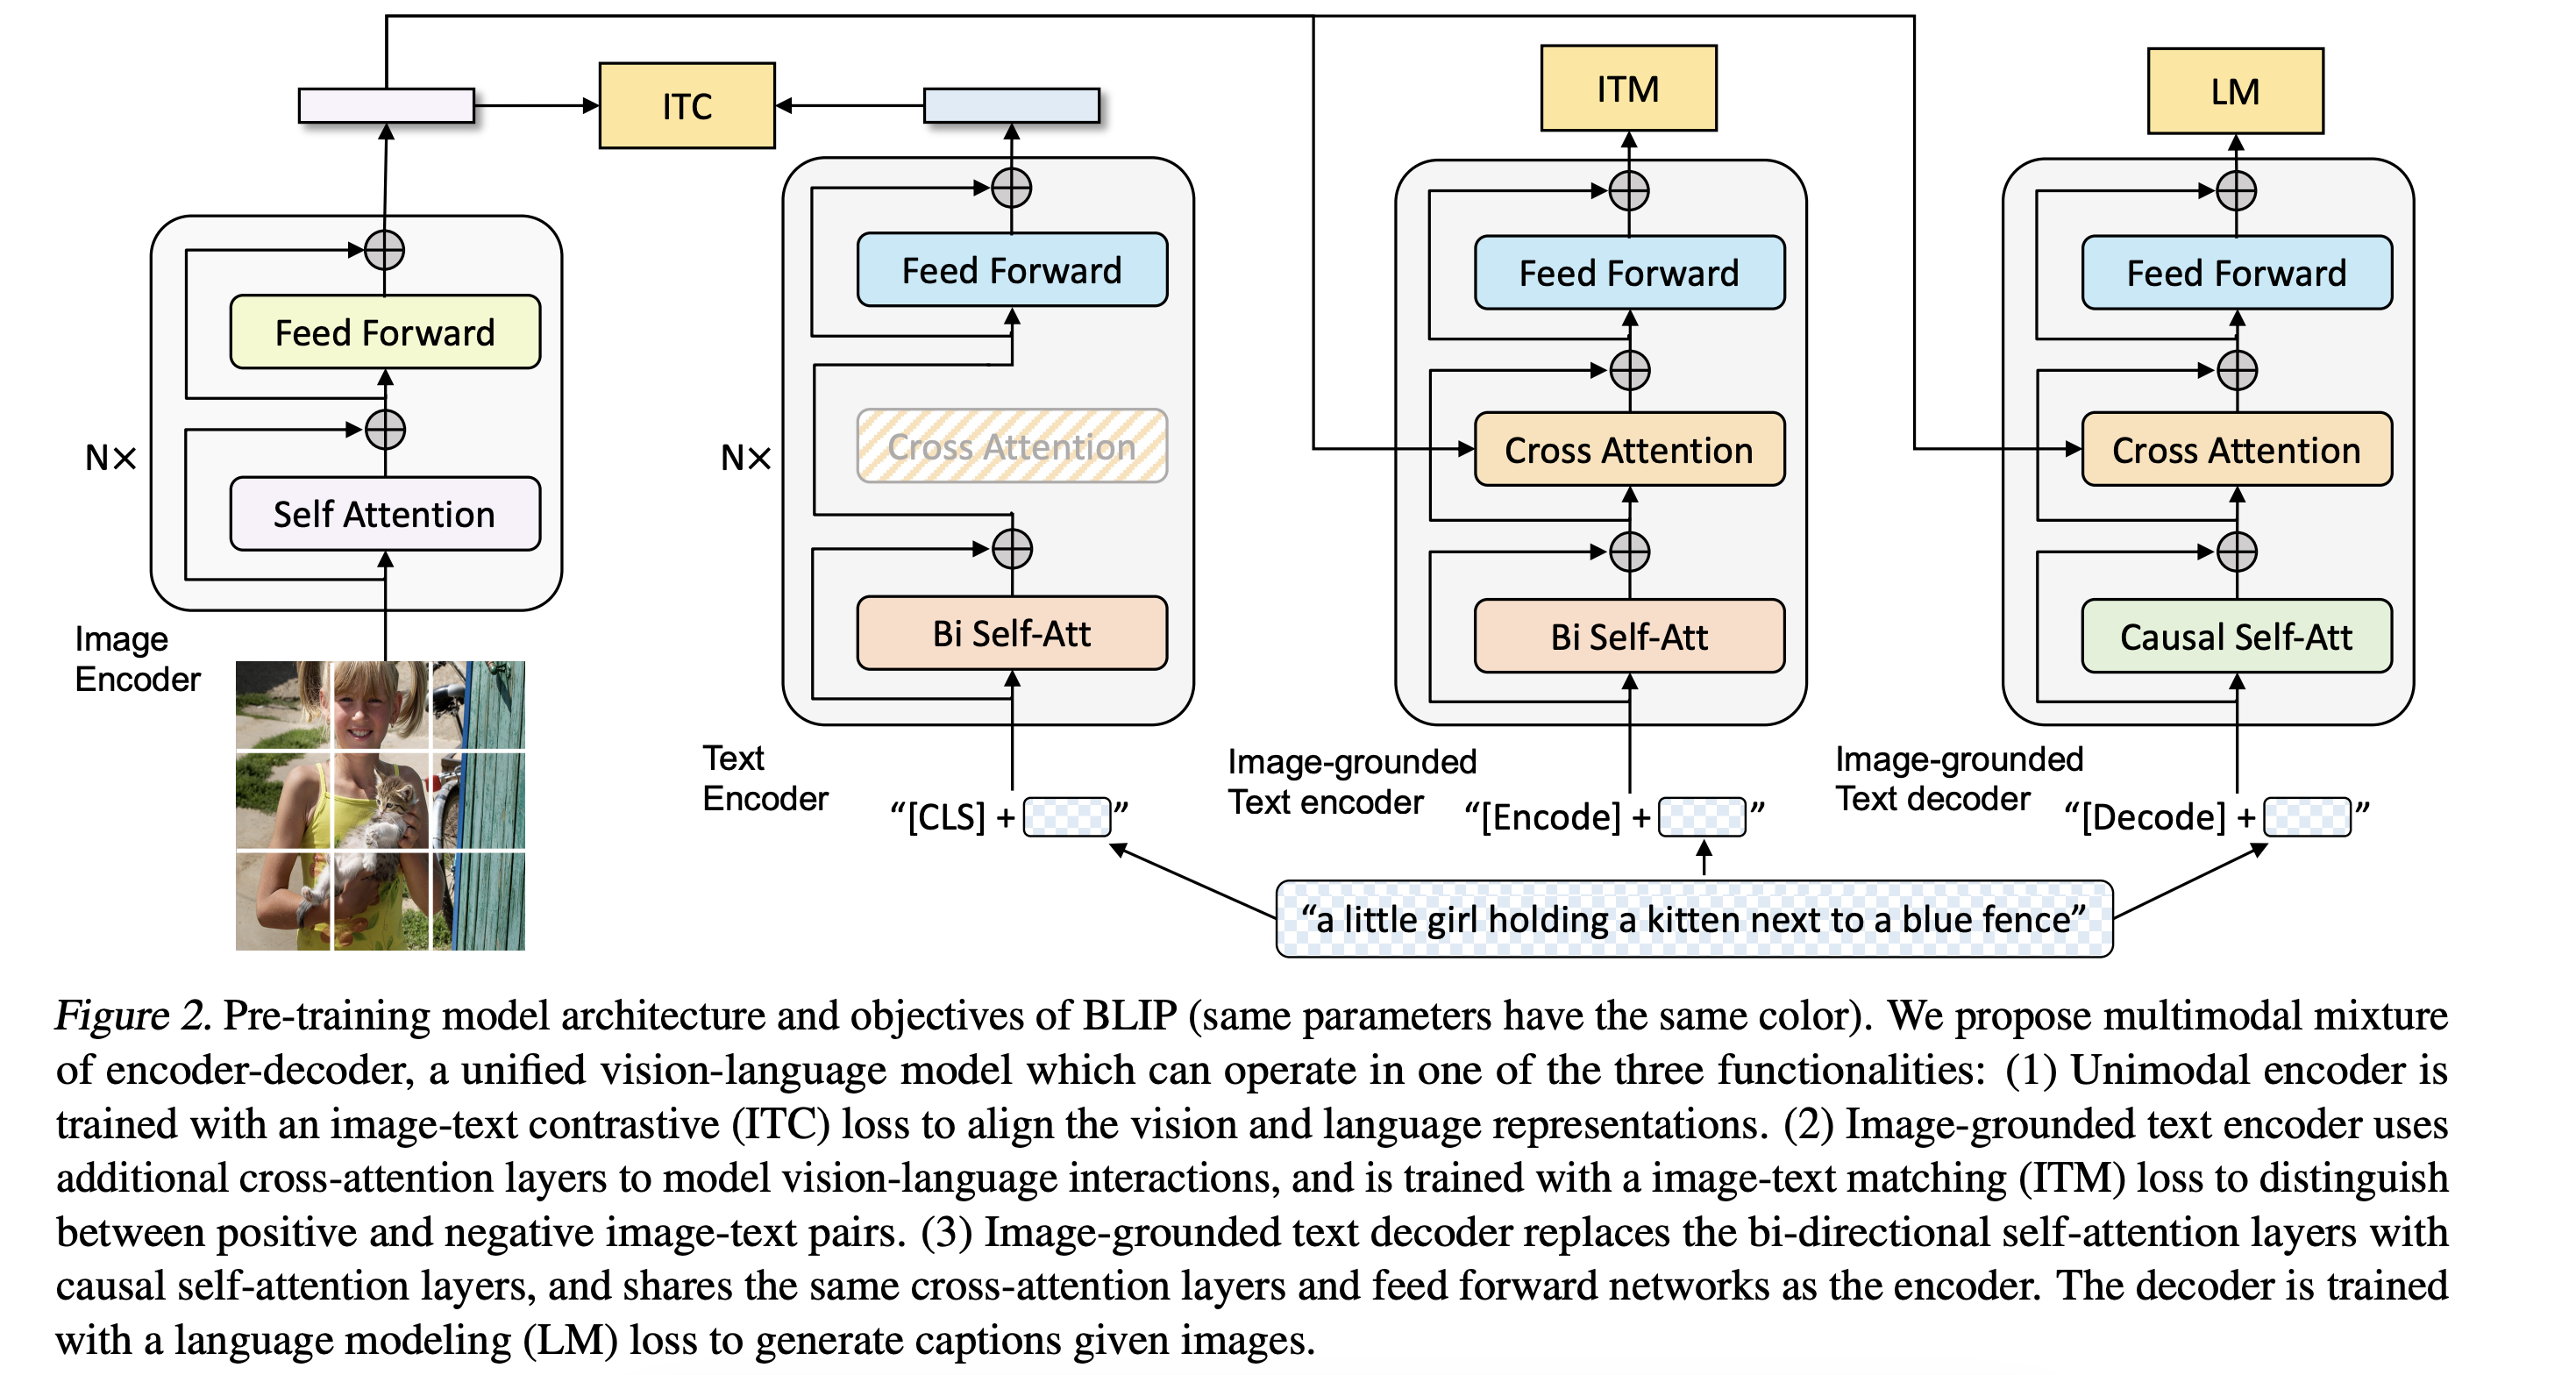 ITC
ITM
LM
Feed Forward
Self Attention
N×
Image
Encoder
Feed Forward
Cross Attention
Bi Self-Att
N×
Text
Encoder
“[CLS] + ”
Feed Forward
Cross Attention
Bi Self-Att
Image-grounded
Text encoder
“[Encode] + ”
Feed Forward
Cross Attention
Causal Self-Att
Image-grounded
Text decoder
“[Decode] + ”
“a little girl holding a kitten next to a blue fence”
Figure 2. Pre-training model architecture and objectives of BLIP (same parameters have the same color). We propose multimodal mixture
of encoder-decoder, a unified vision-language model which can operate in one of the three functionalities: (1) Unimodal encoder is
trained with an image-text contrastive (ITC) loss to align the vision and language representations. (2) Image-grounded text encoder uses
additional cross-attention layers to model vision-language interactions, and is trained with a image-text matching (ITM) loss to distinguish
between positive and negative image-text pairs. (3) Image-grounded text decoder replaces the bi-directional self-attention layers with
causal self-attention layers, and shares the same cross-attention layers and feed forward networks as the encoder. The decoder is trained
with a language modeling (LM) loss to generate captions given images.